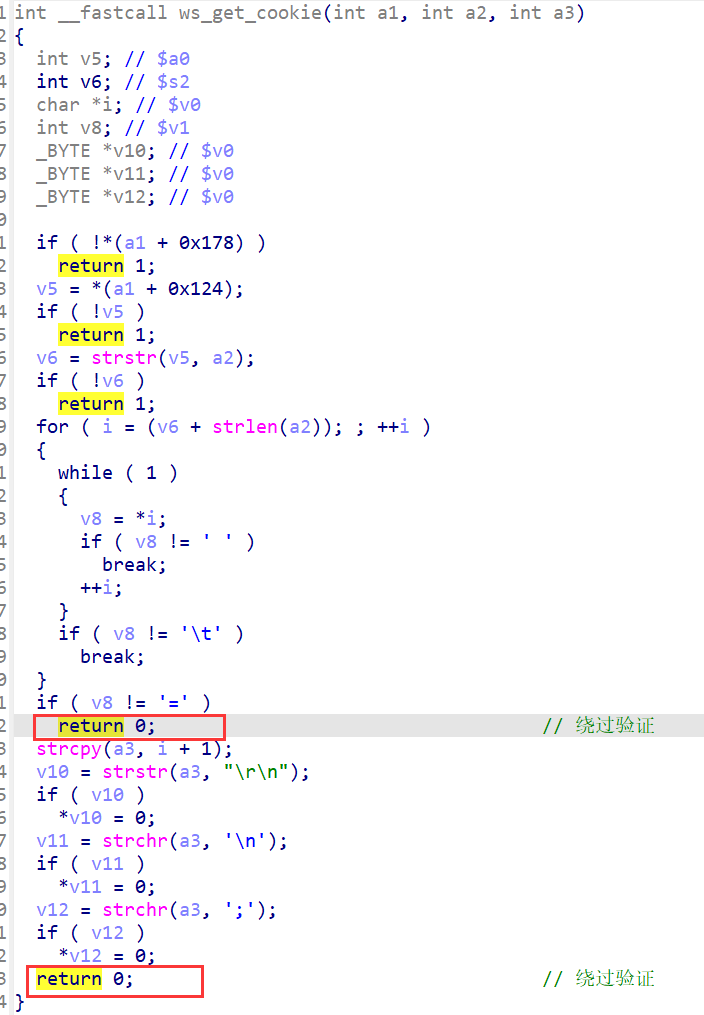 1 int __fastcall ws_get_cookie(int a1, int a2, int a3)
2 {
3   int v5; // $a0
4   int v6; // $s2
5   char *i; // $v0
6   int v8; // $v1
7   _BYTE *v10; // $v0
8   _BYTE *v11; // $v0
9   _BYTE *v12; // $v0
0
1   if ( !*(a1 + 0x178) )
2     return 1;
3   v5 = *(a1 + 0x124);
4   if ( !v5 )
5     return 1;
6   v6 = strstr(v5, a2);
7   if ( !v6 )
8     return 1;
9   for ( i = (v6 + strlen(a2)); ; ++i )
0   {
1     while ( 1 )
2     {
3       v8 = *i;
4       if ( v8 != ' ' )
5         break;
6       ++i;
7     }
8     if ( v8 != '\t' )
9       break;
0   }
1   if ( v8 != '=' )
2     return 0; // 绕过验证
3   strcpy(a3, i + 1);
4   v10 = strstr(a3, "\r\n");
5   if ( v10 )
6     *v10 = 0;
7   v11 = strchr(a3, '\n');
8   if ( v11 )
9     *v11 = 0;
0   v12 = strchr(a3, ';');
1   if ( v12 )
2     *v12 = 0;
3   return 0; // 绕过验证
4 }